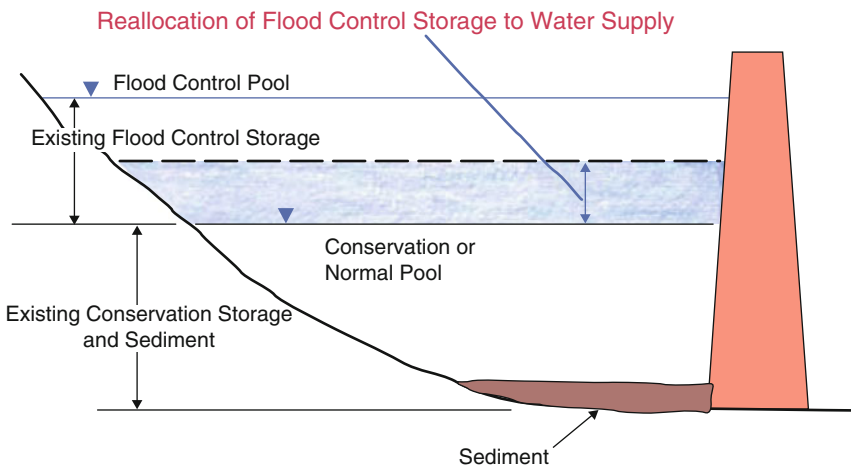 Reallocation of Flood Control Storage to Water Supply
Flood Control Pool
Existing Flood Control Storage
Conservation or
Normal Pool
Existing Conservation Storage
and Sediment
Sediment